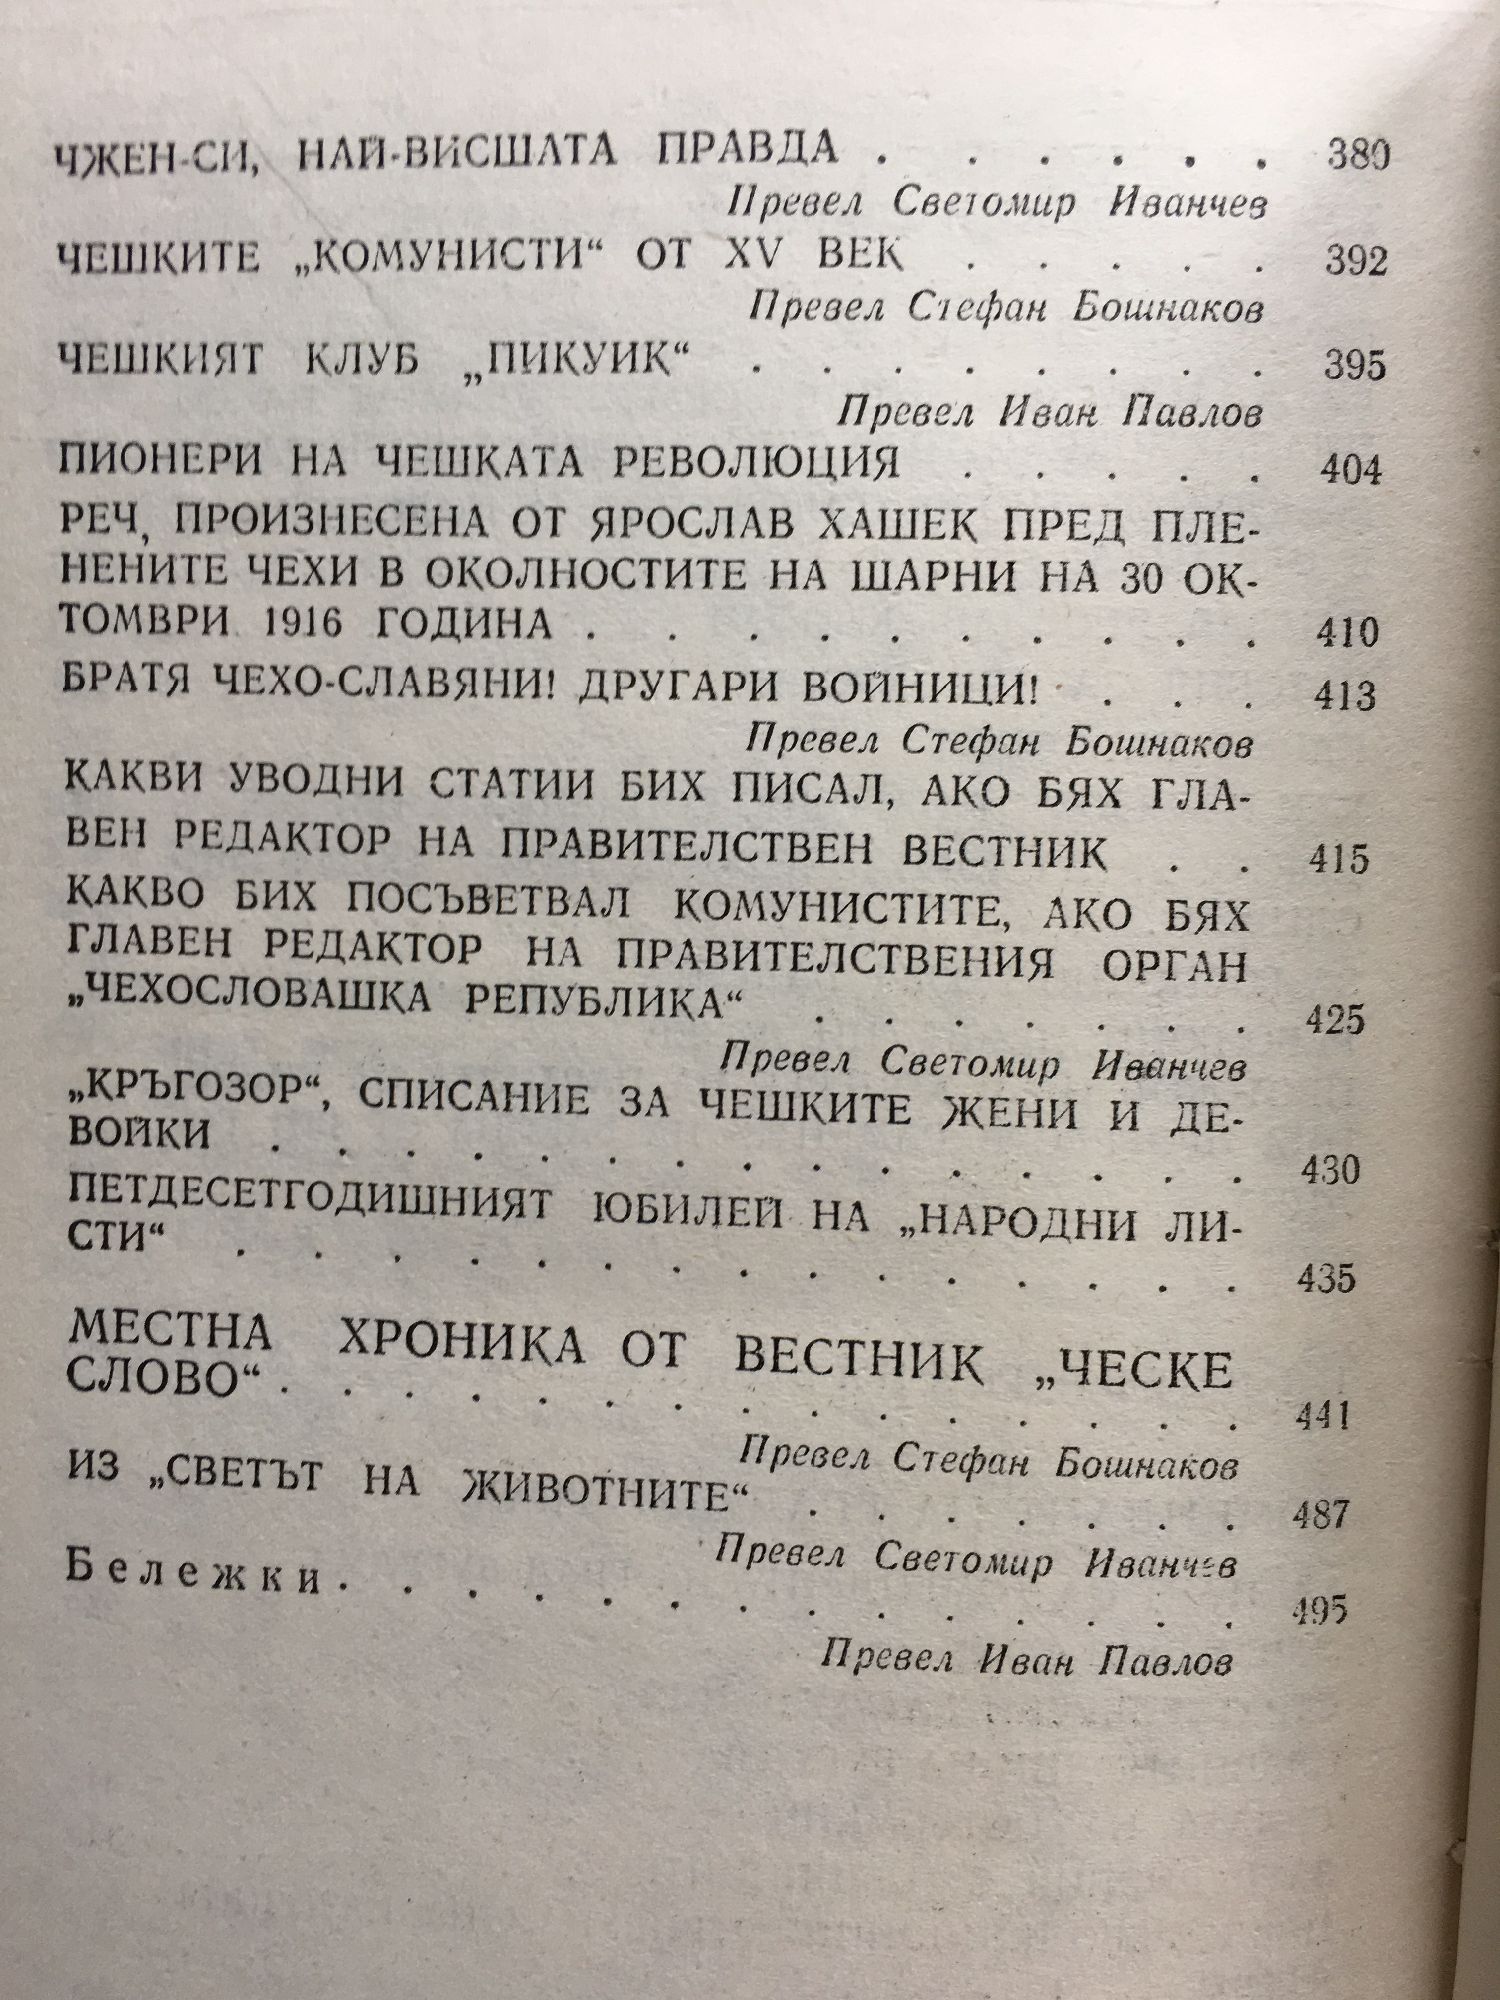 ЧЖЕН-СИ, НАЙ-ВИСШАТА ПРАВДА . . . . . . 380
Превел Светомир Иванчев
ЧЕШКИТЕ „КОМУНИСТИ“ ОТ XV ВЕК . . . . . 392
Превел Стефан Бошнаков
ЧЕШКИЯТ КЛУБ „ПИКУИК“ . . . . . . . . 395
Превел Иван Павлов
ПИОНЕРИ НА ЧЕШКАТА РЕВОЛЮЦИЯ . . . . . 404
РЕЧ, ПРОИЗНЕСЕНА ОТ ЯРОСЛАВ ХАШЕК ПРЕД ПЛЕ-
НЕНИТЕ ЧЕХИ В ОКОЛНОСТИТЕ НА ШАРНИ НА 30 ОК-
ТОМВРИ 1916 ГОДИНА . . . . . . . . . . 410
БРАТЯ ЧЕХО-СЛАВЯНИ! ДРУГАРИ ВОЙНИЦИ! . . . 413
Превел Стефан Бошнаков
КАКВИ УВОДНИ СТАТИИ БИХ ПИСАЛ, АКО БЯХ ГЛА-
ВЕН РЕДАКТОР НА ПРАВИТЕЛСТВЕН ВЕСТНИК . . 415
КАКВО БИХ ПОСЪВЕТВАЛ КОМУНИСТИТЕ, АКО БЯХ
ГЛАВЕН РЕДАКТОР НА ПРАВИТЕЛСТВЕНИЯ ОРГАН
„ЧЕХОСЛОВАШКА РЕПУБЛИКА“ . . . . . . . 425
Превел Светомир Иванчев
„КРЪГОЗОР“, СПИСАНИЕ ЗА ЧЕШКИТЕ ЖЕНИ И ДЕ-
ВОЙКИ . . . . . . . . . . . . . . . 430
ПЕТДЕСЕТГОДИШНИЯТ ЮБИЛЕЙ НА „НАРОДНИ ЛИ-
СТИ“ . . . . . . . . . . . . . . . 435
МЕСТНА ХРОНИКА ОТ ВЕСТНИК „ЧЕСКЕ
СЛОВО“ . . . . . . . . . . . . . . . 441
Превел Стефан Бошнаков
ИЗ „СВЕТЪТ НА ЖИВОТНИТЕ“ . . . . . . . 487
Превел Светомир Иванчев
Бележки . . . . . . . . . . . . . . 495
Превел Иван Павлов